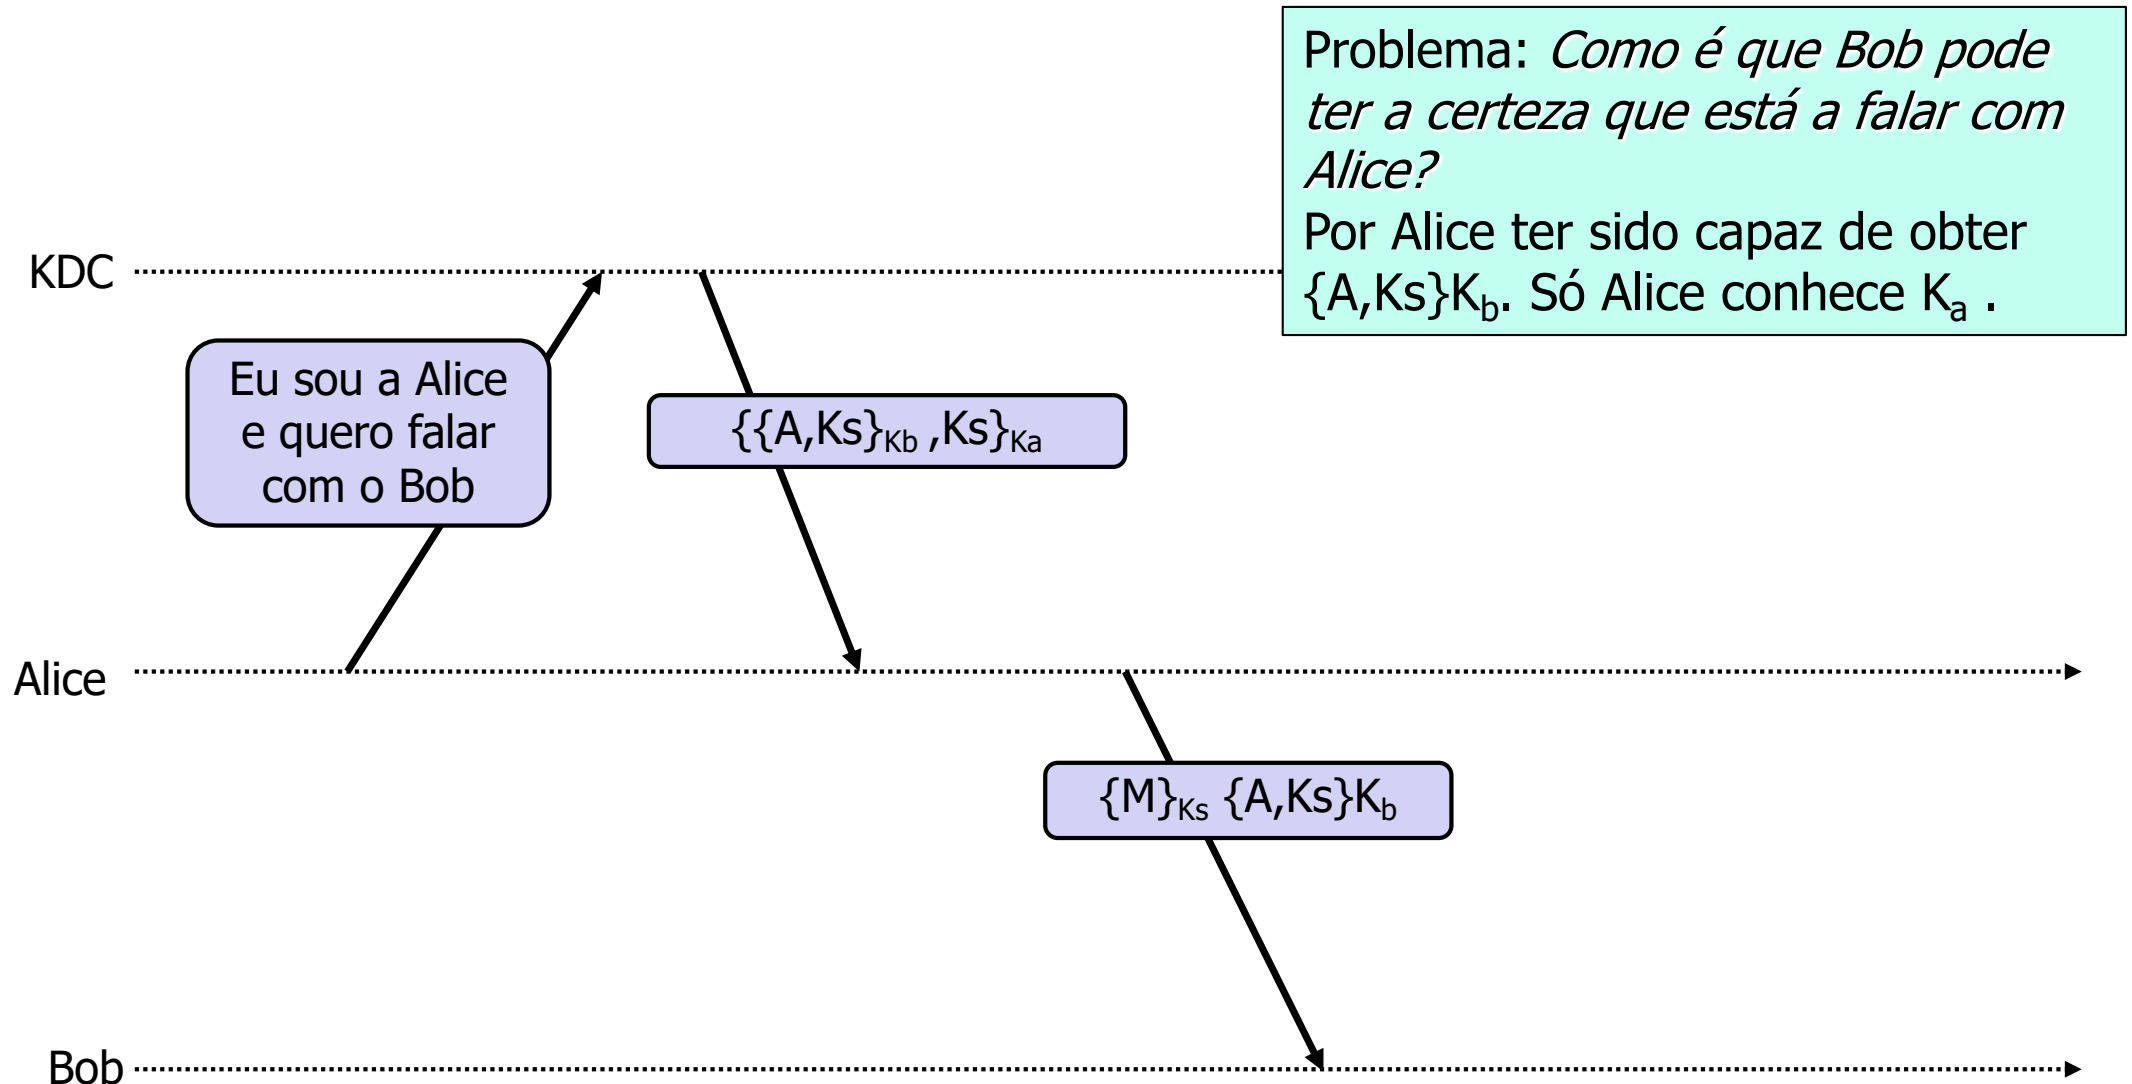 Problema: Como é que Bob pode
ter a certeza que está a falar com
Alice?
Por Alice ter sido capaz de obter
{A,Ks}Kb. Só Alice conhece Ka .
KDC
Eu sou a Alice
e quero falar
com o Bob
{{A,Ks}Kb ,Ks}Ka
Alice
{M}Ks {A,Ks}Kb
Bob